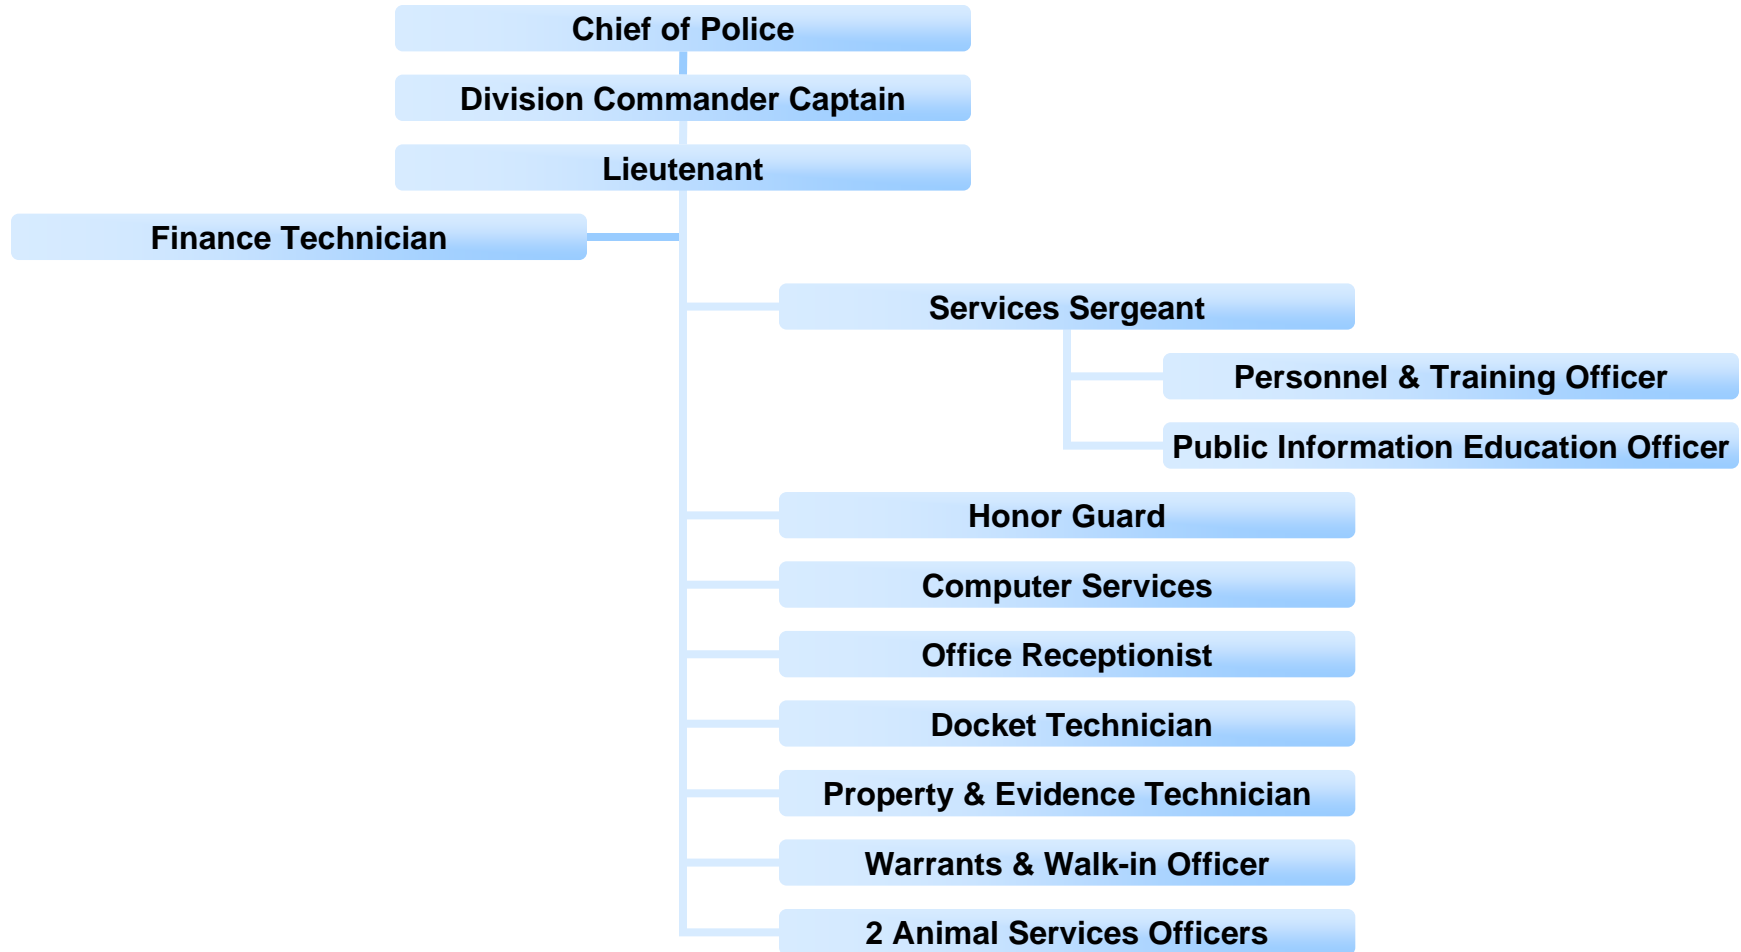 Chief of Police
Division Commander Captain
Lieutenant
Finance Technician
Services Sergeant
Personnel & Training Officer
Public Information Education Officer
Honor Guard
Computer Services
Office Receptionist
Docket Technician
Property & Evidence Technician
Warrants & Walk-in Officer
2 Animal Services Officers